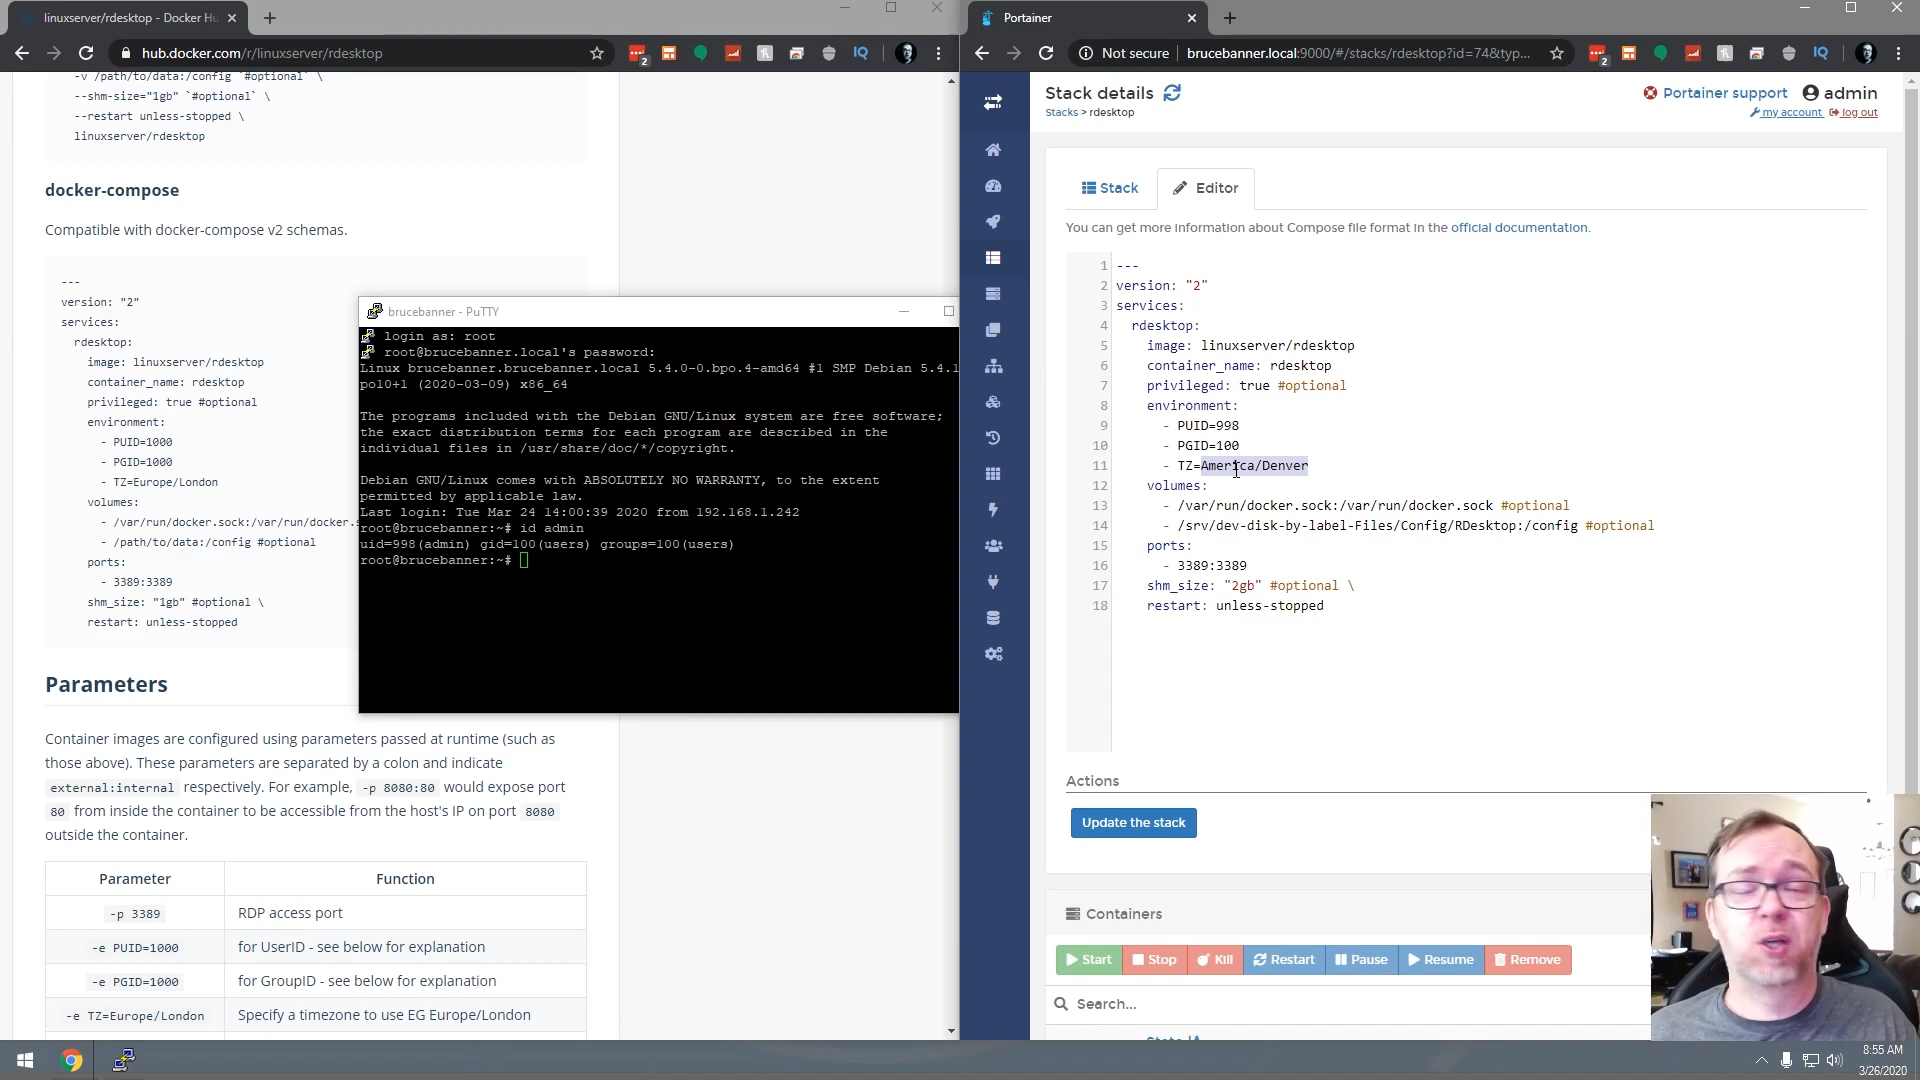 linuxserver/rdesktop - Docker Hu
hub.docker.com/r/linuxserver/rdesktop
2
IQ
-v /path/to/data:/config `#optional` \
--shm-size="1gb" `#optional` \
--restart unless-stopped \
linuxserver/rdesktop
docker-compose
Compatible with docker-compose v2 schemas.
---
version: "2"
services:
rdesktop:
image: linuxserver/rdesktop
container_name: rdesktop
privileged: true #optional
environment:
- PUID=1000
- PGID=1000
- TZ=Europe/London
volumes:
- /var/run/docker.sock:/var/run/docker.s
- /path/to/data:/config #optional
ports:
- 3389:3389
shm_size: "1gb" #optional \
restart: unless-stopped
Parameters
Container images are configured using parameters passed at runtime (such as
those above). These parameters are separated by a colon and indicate
external:internal respectively. For example, -p 8080:80 would expose port
80 from inside the container to be accessible from the host's IP on port 8080
outside the container.
Parameter Function
-p 3389 RDP access port
-e PUID=1000 for UserID - see below for explanation
-e PGID=1000 for GroupID - see below for explanation
-e TZ=Europe/London Specify a timezone to use EG Europe/London
brucebanner - PuTTY
login as: root
root@brucebanner.local's password:
Linux brucebanner.brucebanner.local 5.4.0-0.bpo.4-amd64 #1 SMP Debian 5.4.1
po10+1 (2020-03-09) x86_64
The programs included with the Debian GNU/Linux system are free software;
the exact distribution terms for each program are described in the
individual files in /usr/share/doc/*/copyright.
Debian GNU/Linux comes with ABSOLUTELY NO WARRANTY, to the extent
permitted by applicable law.
Last login: Tue Mar 24 14:00:39 2020 from 192.168.1.242
root@brucebanner:~# id admin
uid=998(admin) gid=100(users) groups=100(users)
root@brucebanner:~#
Portainer
Not secure brucebanner.local:9000/#/stacks/rdesktop?id=74&typ...
2
IQ
Stack details
Stacks > rdesktop
Portainer support admin
my account log out
Stack Editor
You can get more information about Compose file format in the official documentation.
1 ---
2 version: "2"
3 services:
4 rdesktop:
5 image: linuxserver/rdesktop
6 container_name: rdesktop
7 privileged: true #optional
8 environment:
9 - PUID=998
10 - PGID=100
11 - TZ=America/Denver
12 volumes:
13 - /var/run/docker.sock:/var/run/docker.sock #optional
14 - /srv/dev-disk-by-label-Files/Config/RDesktop:/config #optional
15 ports:
16 - 3389:3389
17 shm_size: "2gb" #optional \
18 restart: unless-stopped
Actions
Update the stack
Containers
Start Stop Kill Restart Pause Resume Remove
Search...
8:55 AM
3/26/2020